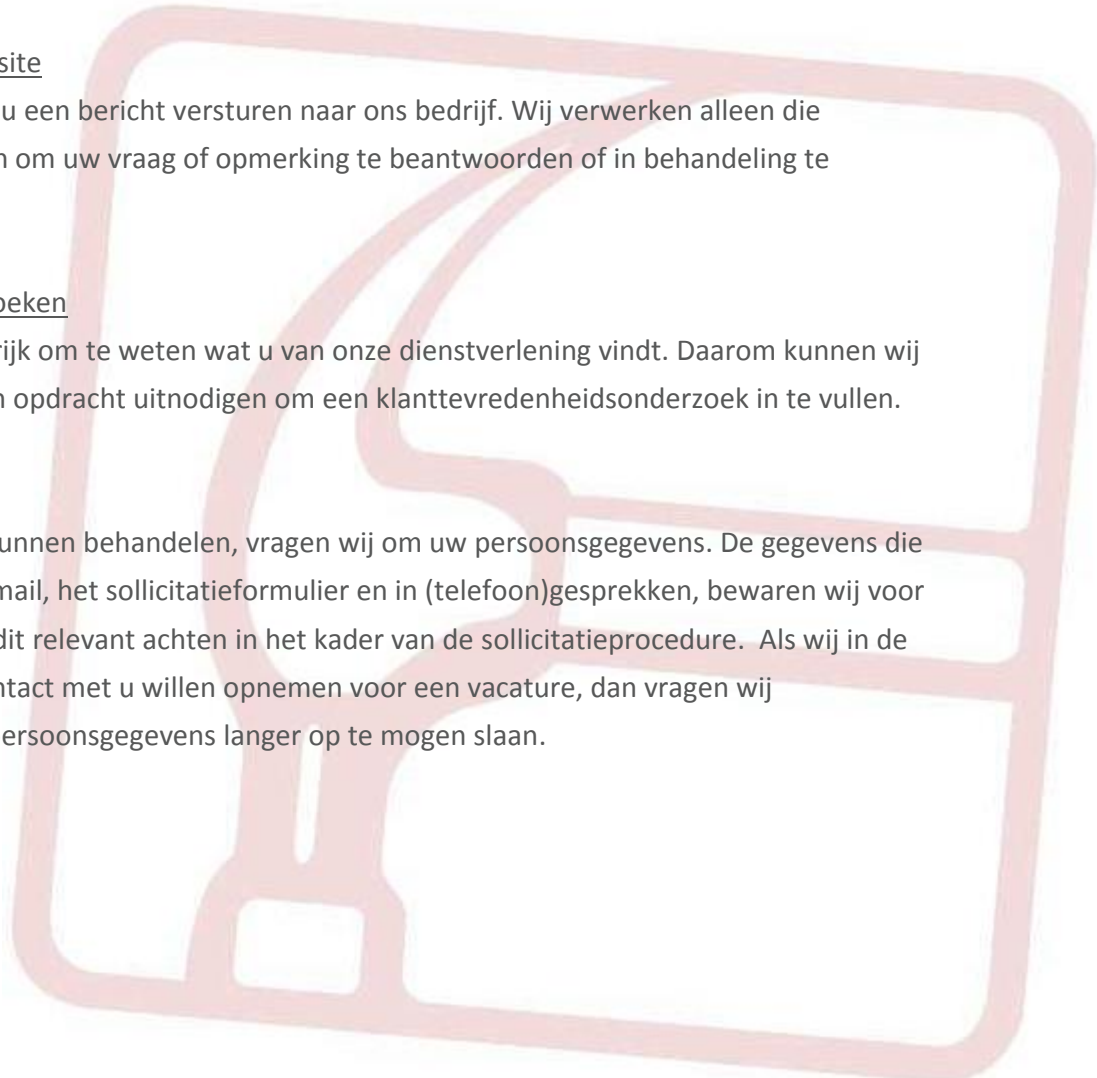 site
u een bericht versturen naar ons bedrijf. Wij verwerken alleen die
n om uw vraag of opmerking te beantwoorden of in behandeling te
oeken
rijk om te weten wat u van onze dienstverlening vindt. Daarom kunnen wij
n opdracht uitnodigen om een klanttevredenheidsonderzoek in te vullen.
unnen behandelen, vragen wij om uw persoonsgegevens. De gegevens die
mail, het sollicitatieformulier en in (telefoon)gesprekken, bewaren wij voor
dit relevant achten in het kader van de sollicitatieprocedure.  Als wij in de
ntact met u willen opnemen voor een vacature, dan vragen wij
ersoonsgegevens langer op te mogen slaan.